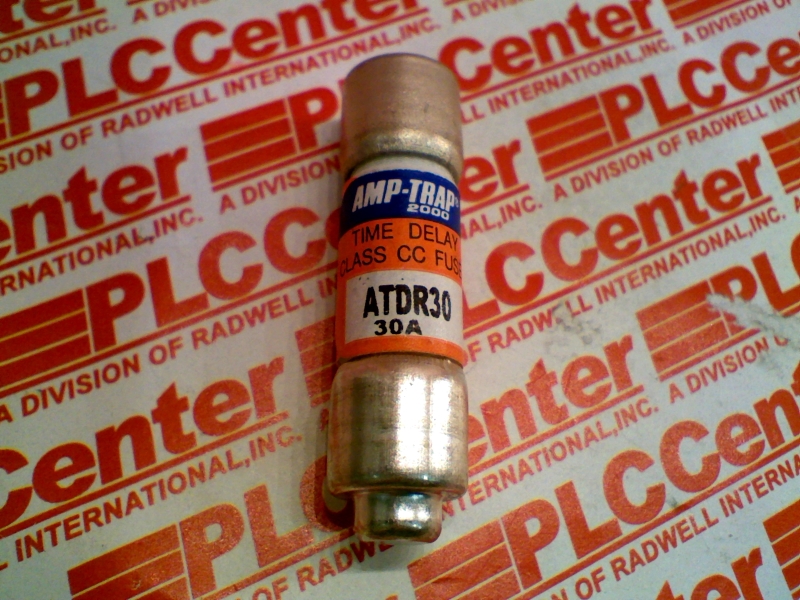 AMP-TRAP®
2000
TIME DELAY
CLASS CC FUSE
ATDR30
30A
PLCCenter
A DIVISION OF RADWELL INTERNATIONAL, INC.